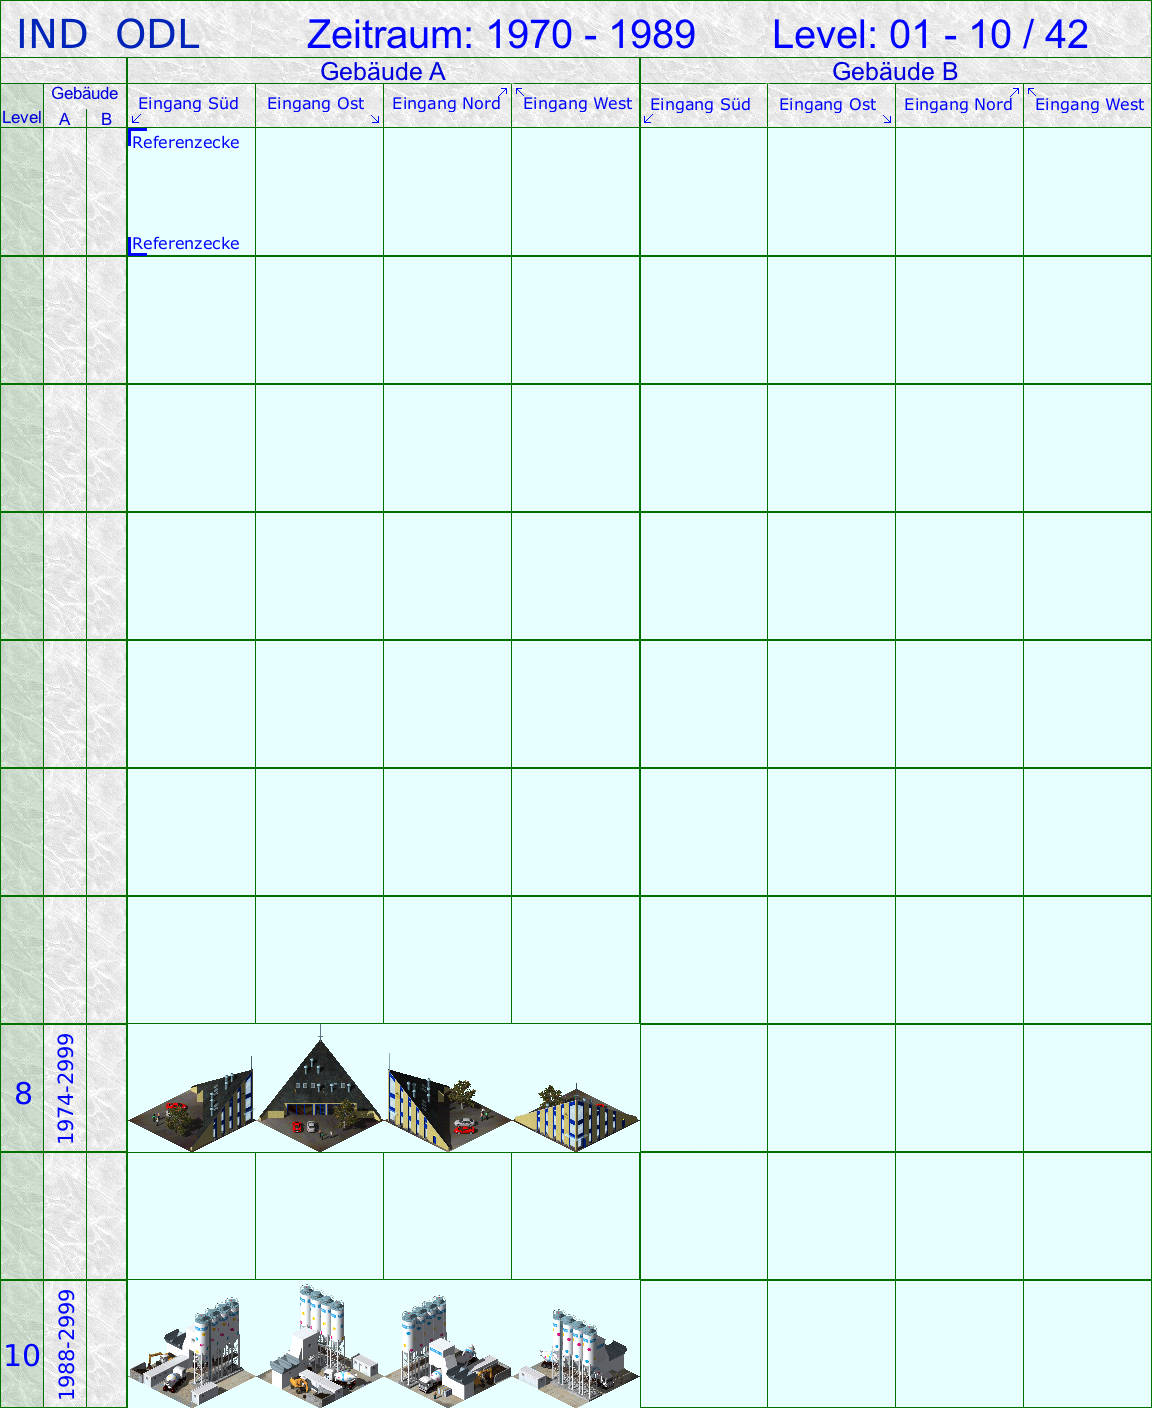 IND ODL Zeitraum: 1970 - 1989 Level: 01 - 10 / 42
Gebäude A Gebäude B
Level Gebäude A B Eingang Süd Eingang Ost Eingang Nord Eingang West Eingang Süd Eingang Ost Eingang Nord Eingang West
Referenzecke
Referenzecke
8 1974-2999
10 1988-2999